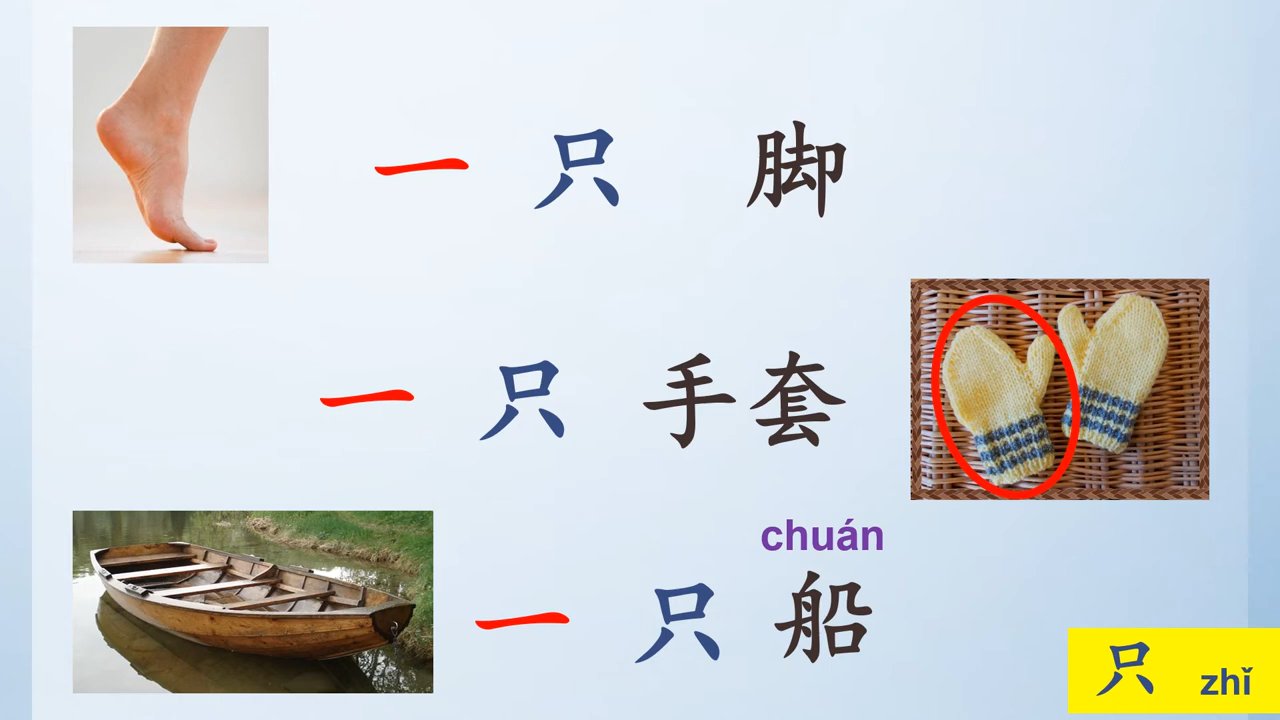 一 只 脚
一 只 手套
chuán
一 只 船
只 zhǐ